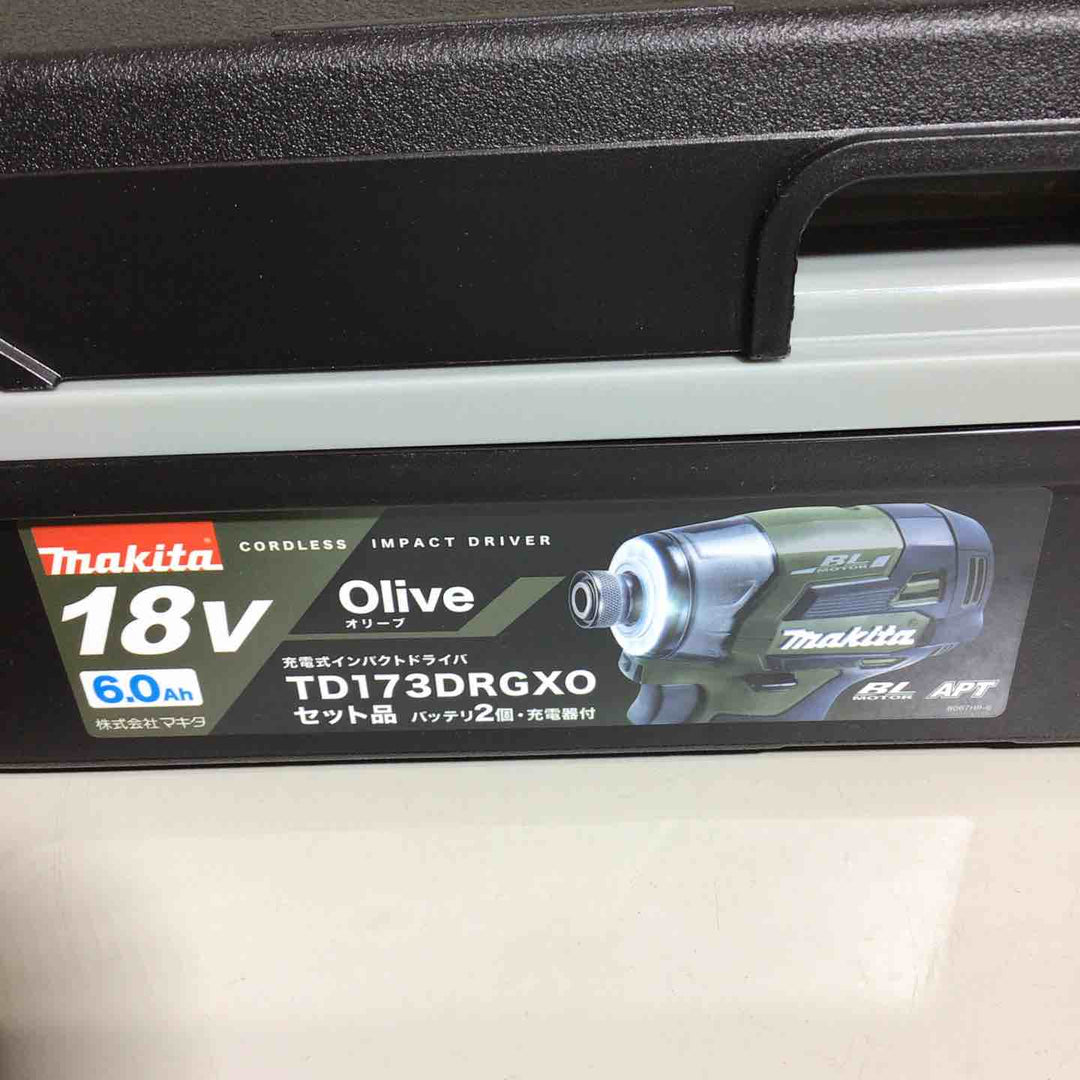 makita®
CORDLESS IMPACT DRIVER
18V
6.0Ah
株式会社マキタ
Olive
オリーブ
充電式インパクトドライバ
TD173DRGXO
セット品 バッテリ2個・充電器付
BL
MOTOR
makita
BL
MOTOR
APT